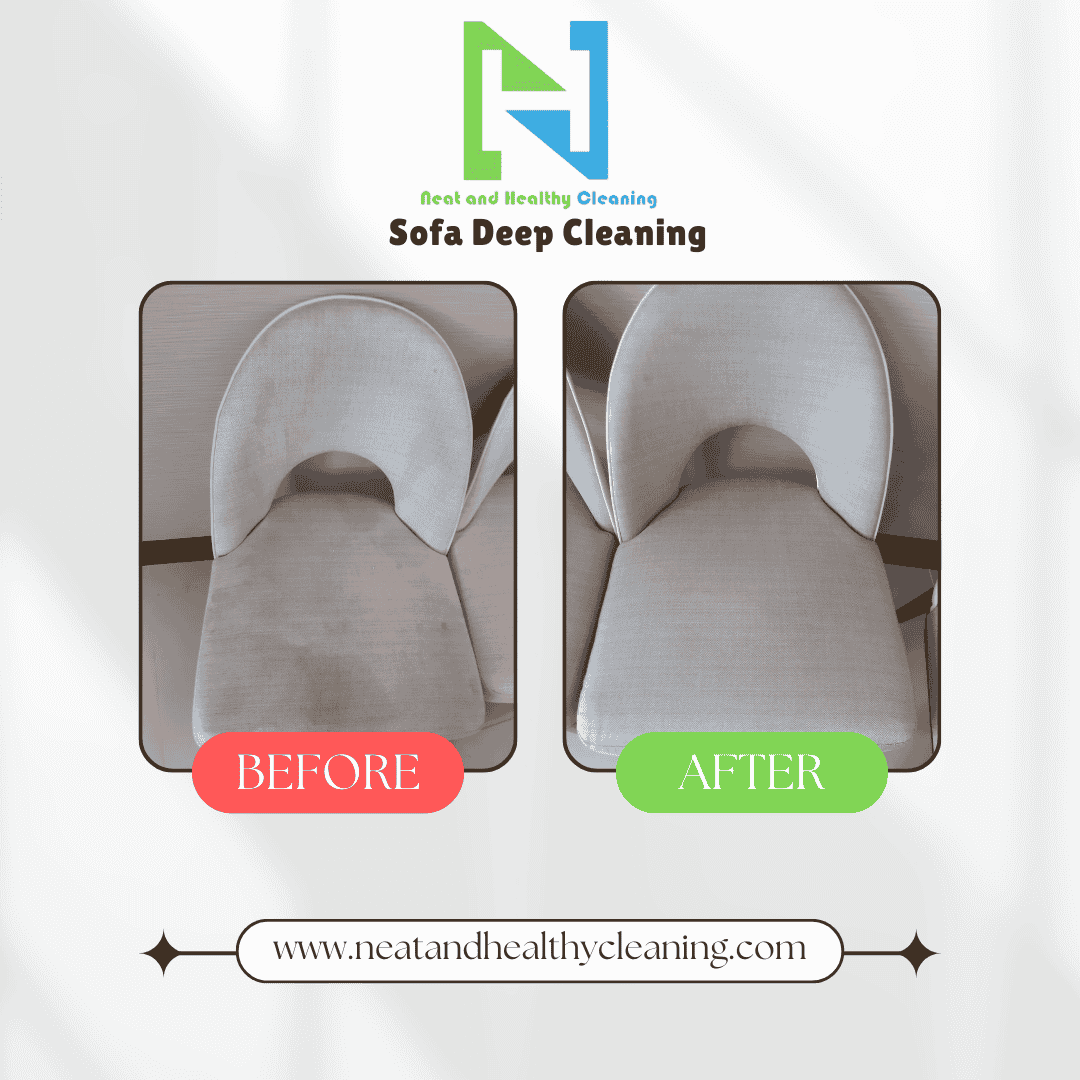 Neat and Healthy Cleaning
Sofa Deep Cleaning
BEFORE
AFTER
www.neatandhealthycleaning.com